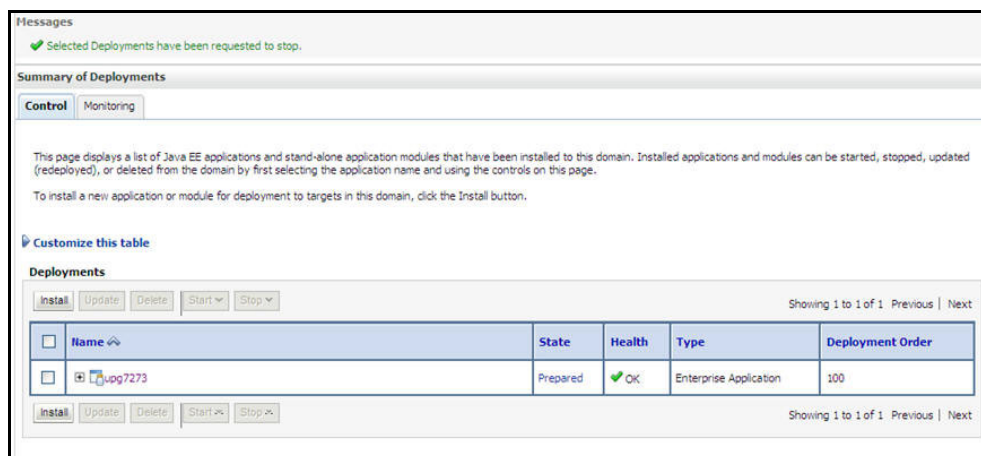 Messages
Selected Deployments have been requested to stop.
Summary of Deployments
Control Monitoring
This page displays a list of Java EE applications and stand-alone application modules that have been installed to this domain. Installed applications and modules can be started, stopped, updated
(redeployed), or deleted from the domain by first selecting the application name and using the controls on this page.
To install a new application or module for deployment to targets in this domain, click the Install button.
Customize this table
Deployments
Install Update Delete Start Stop Showing 1 to 1 of 1 Previous | Next
Name State Health Type Deployment Order
upg7273 Prepared OK Enterprise Application 100
Install Update Delete Start Stop Showing 1 to 1 of 1 Previous | Next